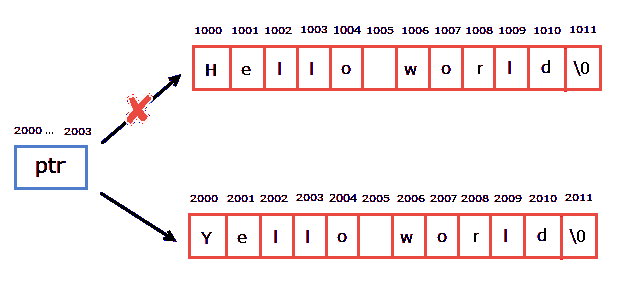 1000 1001 1002 1003 1004 1005 1006 1007 1008 1009 1010 1011
H e l l o w o r l d \0
2000 ... 2003
ptr
2000 2001 2002 2003 2004 2005 2006 2007 2008 2009 2010 2011
Y e l l o w o r l d \0